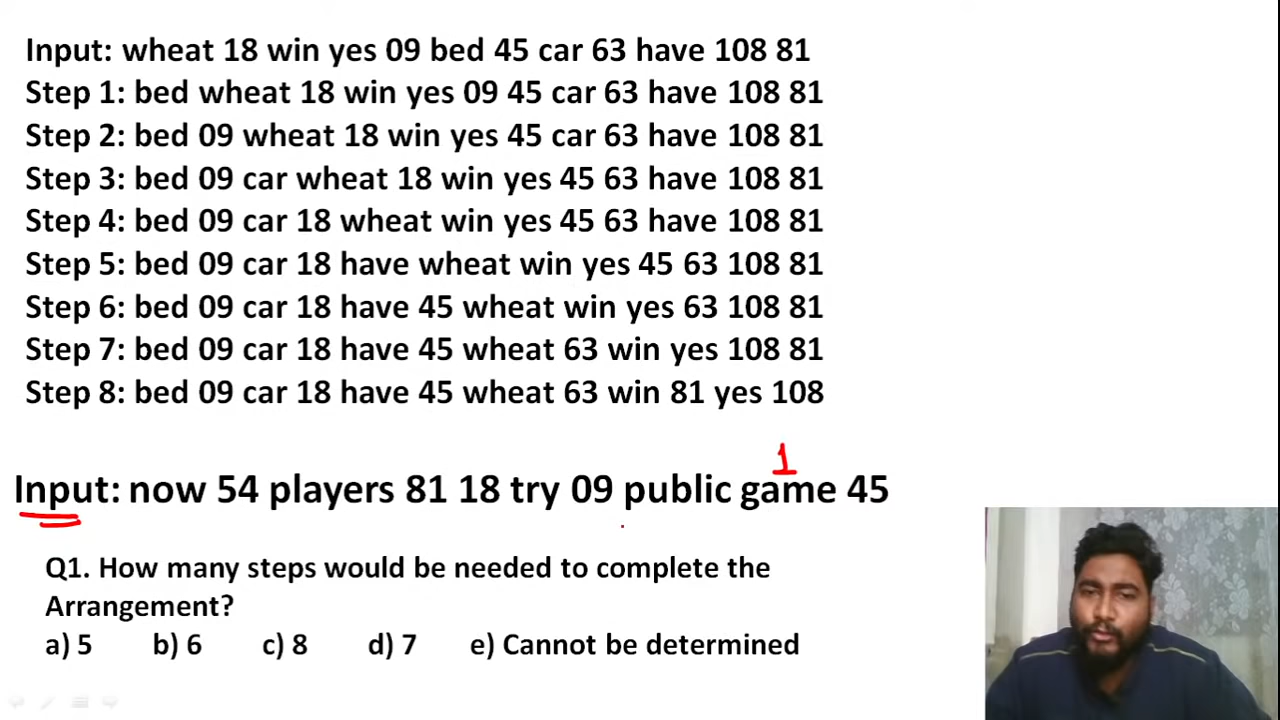 Input: wheat 18 win yes 09 bed 45 car 63 have 108 81
Step 1: bed wheat 18 win yes 09 45 car 63 have 108 81
Step 2: bed 09 wheat 18 win yes 45 car 63 have 108 81
Step 3: bed 09 car wheat 18 win yes 45 63 have 108 81
Step 4: bed 09 car 18 wheat win yes 45 63 have 108 81
Step 5: bed 09 car 18 have wheat win yes 45 63 108 81
Step 6: bed 09 car 18 have 45 wheat win yes 63 108 81
Step 7: bed 09 car 18 have 45 wheat 63 win yes 108 81
Step 8: bed 09 car 18 have 45 wheat 63 win 81 yes 108
1
Input: now 54 players 81 18 try 09 public game 45
Q1. How many steps would be needed to complete the
Arrangement?
a) 5 b) 6 c) 8 d) 7 e) Cannot be determined